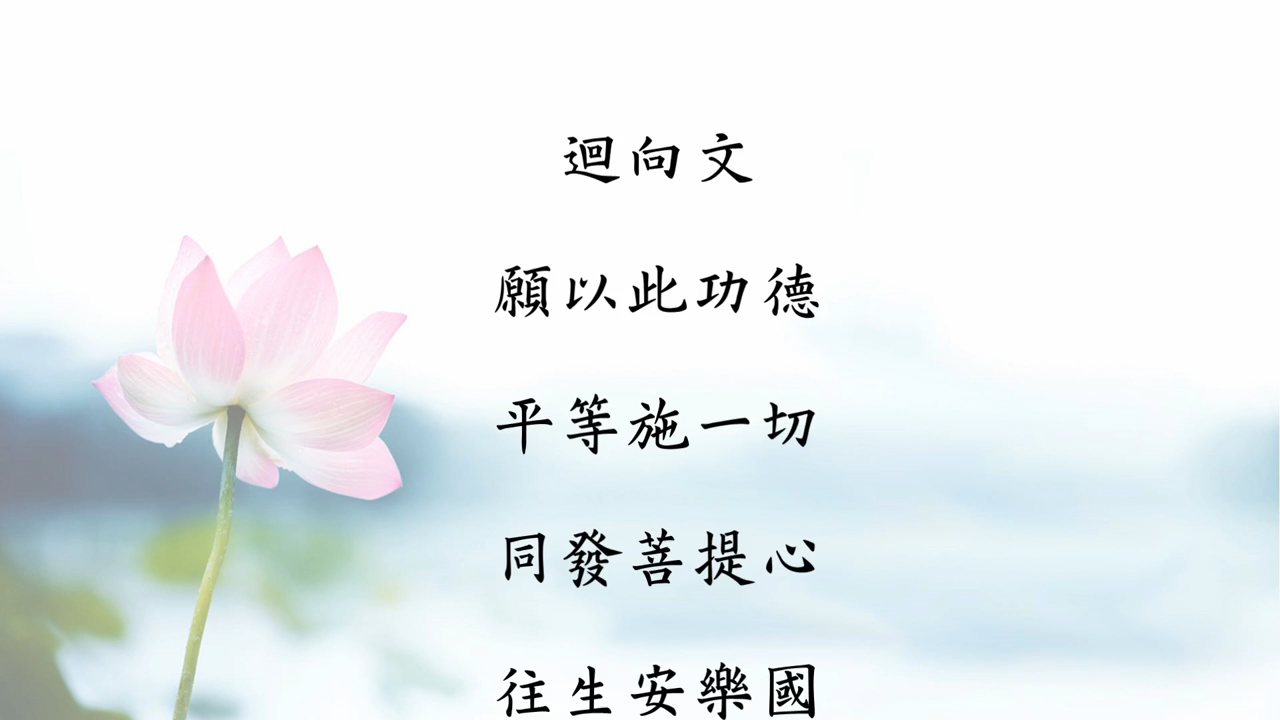 迴向文
願以此功德
平等施一切
同發菩提心
往生安樂國